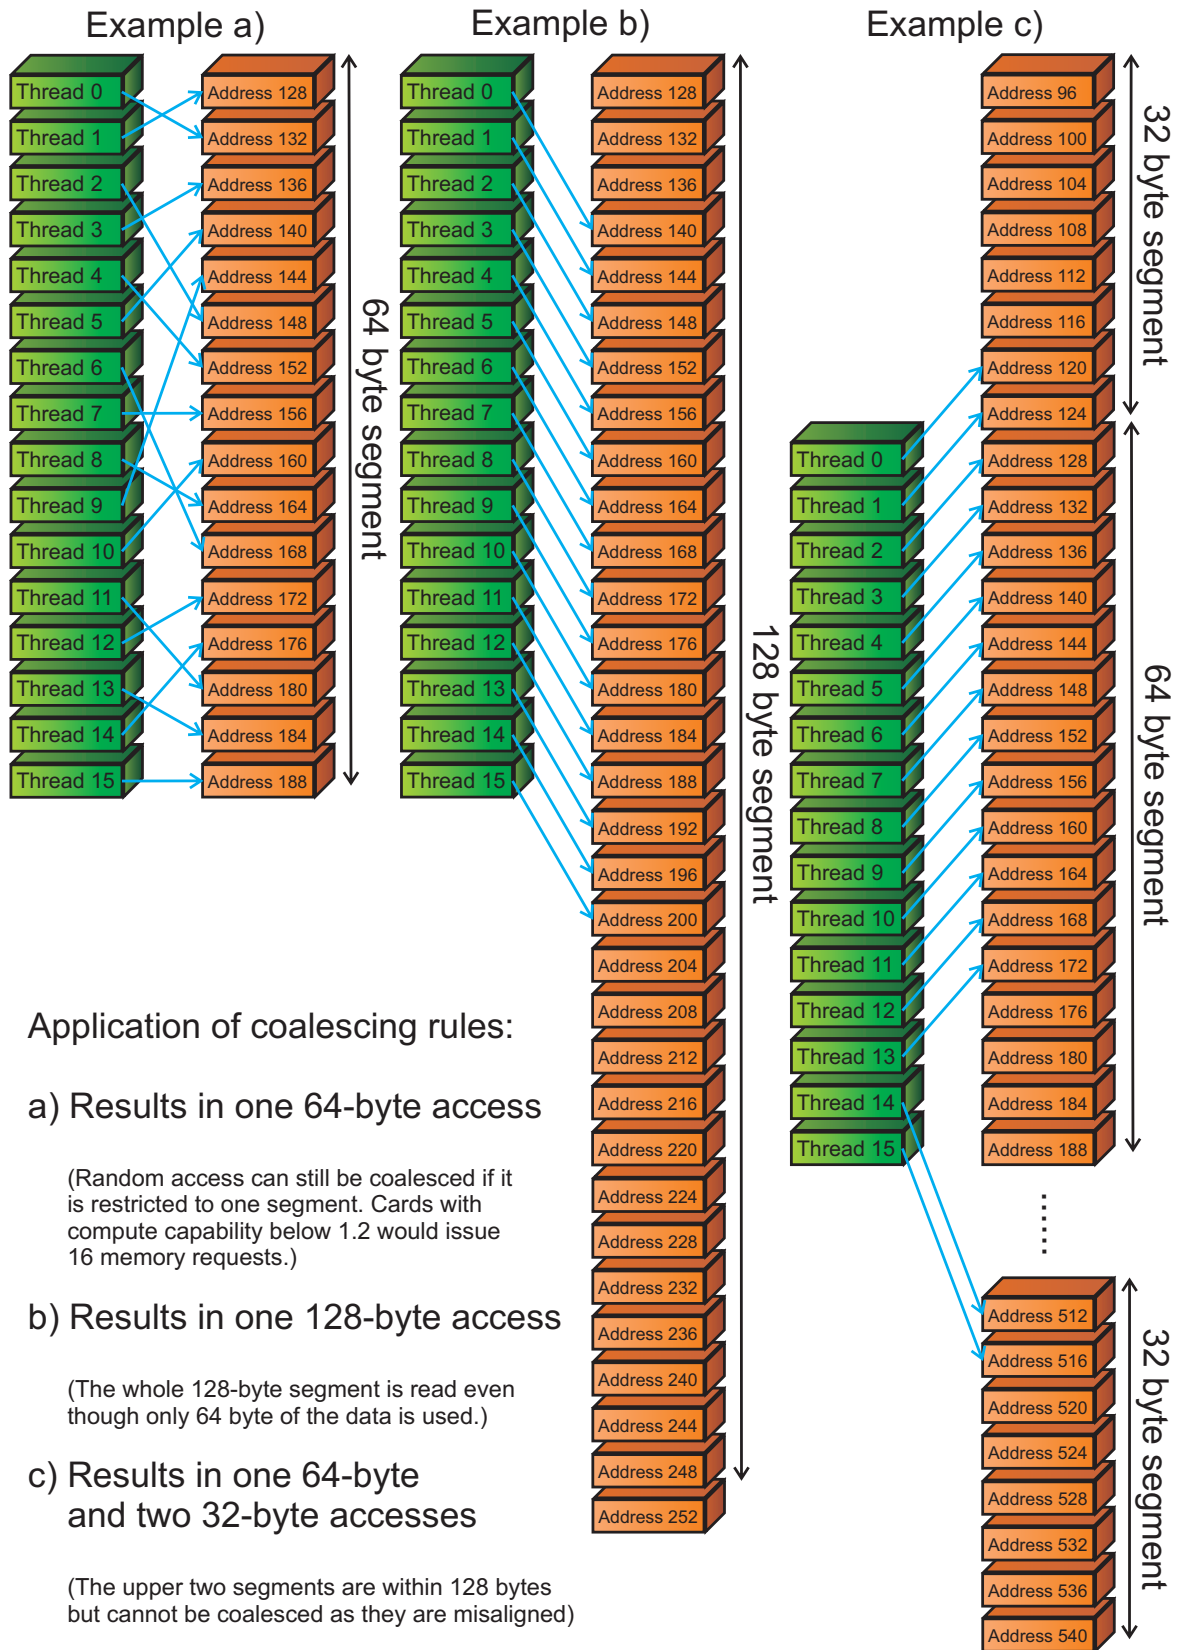 Example a)
Thread 0
Thread 1
Thread 2
Thread 3
Thread 4
Thread 5
Thread 6
Thread 7
Thread 8
Thread 9
Thread 10
Thread 11
Thread 12
Thread 13
Thread 14
Thread 15
Address 128
Address 132
Address 136
Address 140
Address 144
Address 148
Address 152
Address 156
Address 160
Address 164
Address 168
Address 172
Address 176
Address 180
Address 184
Address 188
64 byte segment
Example b)
Thread 0
Thread 1
Thread 2
Thread 3
Thread 4
Thread 5
Thread 6
Thread 7
Thread 8
Thread 9
Thread 10
Thread 11
Thread 12
Thread 13
Thread 14
Thread 15
Address 128
Address 132
Address 136
Address 140
Address 144
Address 148
Address 152
Address 156
Address 160
Address 164
Address 168
Address 172
Address 176
Address 180
Address 184
Address 188
Address 192
Address 196
Address 200
Address 204
Address 208
Address 212
Address 216
Address 220
Address 224
Address 228
Address 232
Address 236
Address 240
Address 244
Address 248
Address 252
128 byte segment
Example c)
Thread 0
Thread 1
Thread 2
Thread 3
Thread 4
Thread 5
Thread 6
Thread 7
Thread 8
Thread 9
Thread 10
Thread 11
Thread 12
Thread 13
Thread 14
Thread 15
Address 96
Address 100
Address 104
Address 108
Address 112
Address 116
Address 120
Address 124
Address 128
Address 132
Address 136
Address 140
Address 144
Address 148
Address 152
Address 156
Address 160
Address 164
Address 168
Address 172
Address 176
Address 180
Address 184
Address 188
......
Address 512
Address 516
Address 520
Address 524
Address 528
Address 532
Address 536
Address 540
32 byte segment
64 byte segment
32 byte segment
Application of coalescing rules:
a) Results in one 64-byte access
(Random access can still be coalesced if it
is restricted to one segment. Cards with
compute capability below 1.2 would issue
16 memory requests.)
b) Results in one 128-byte access
(The whole 128-byte segment is read even
though only 64 byte of the data is used.)
c) Results in one 64-byte
and two 32-byte accesses
(The upper two segments are within 128 bytes
but cannot be coalesced as they are misaligned)